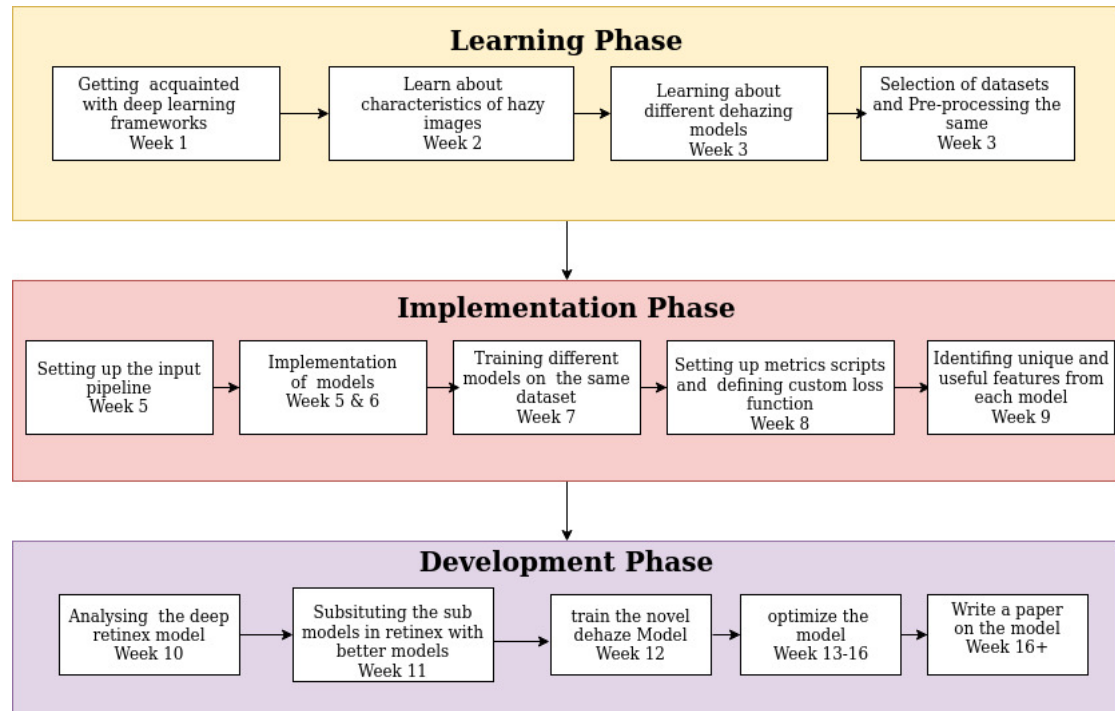 Learning Phase
Getting acquainted
with deep learning
frameworks
Week 1
Learn about
characteristics of hazy
images
Week 2
Learning about
different dehazing
models
Week 3
Selection of datasets
and Pre-processing the
same
Week 3
Implementation Phase
Setting up the input
pipeline
Week 5
Implementation
of models
Week 5 & 6
Training different
models on the same
dataset
Week 7
Setting up metrics scripts
and defining custom loss
function
Week 8
Identifing unique and
useful features from
each model
Week 9
Development Phase
Analysing the deep
retinex model
Week 10
Subsituting the sub
models in retinex with
better models
Week 11
train the novel
dehaze Model
Week 12
optimize the
model
Week 13-16
Write a paper
on the model
Week 16+